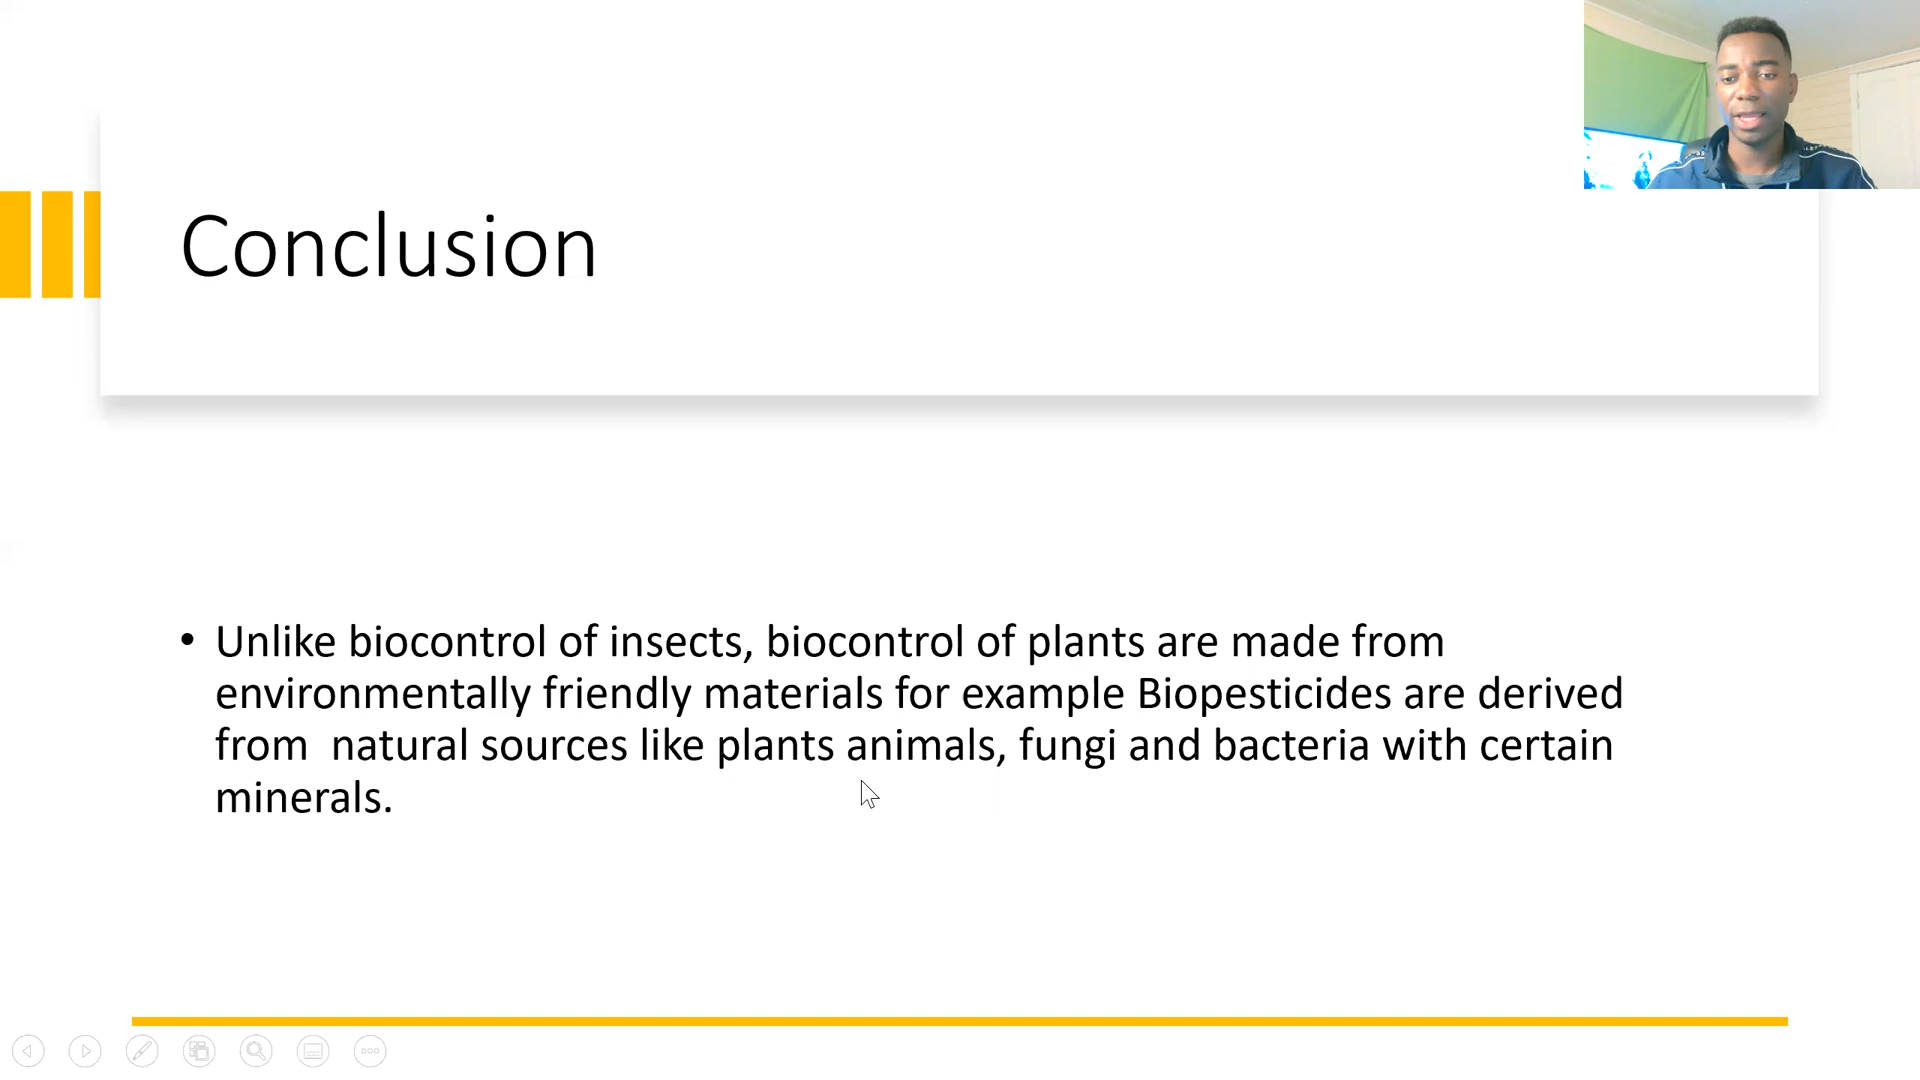 Conclusion
• Unlike biocontrol of insects, biocontrol of plants are made from
environmentally friendly materials for example Biopesticides are derived
from  natural sources like plants animals, fungi and bacteria with certain
minerals.